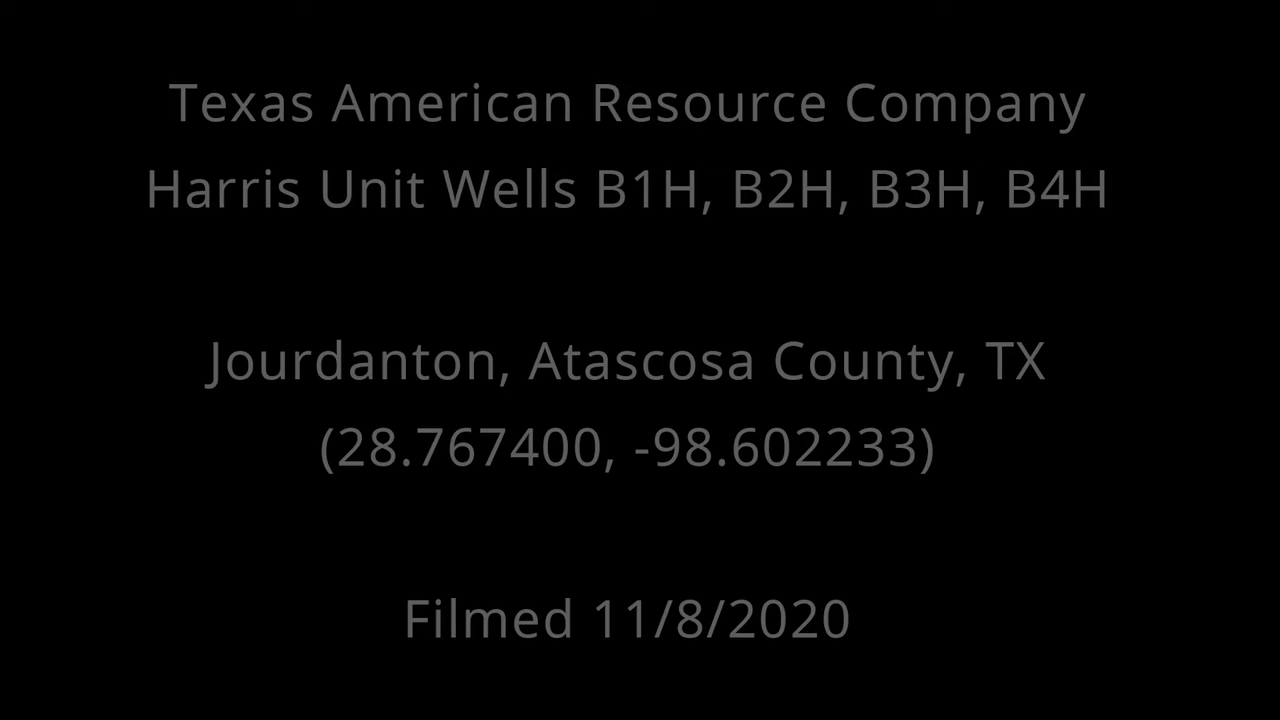 Texas American Resource Company
Harris Unit Wells B1H, B2H, B3H, B4H
Jourdanton, Atascosa County, TX
(28.767400, -98.602233)
Filmed 11/8/2020